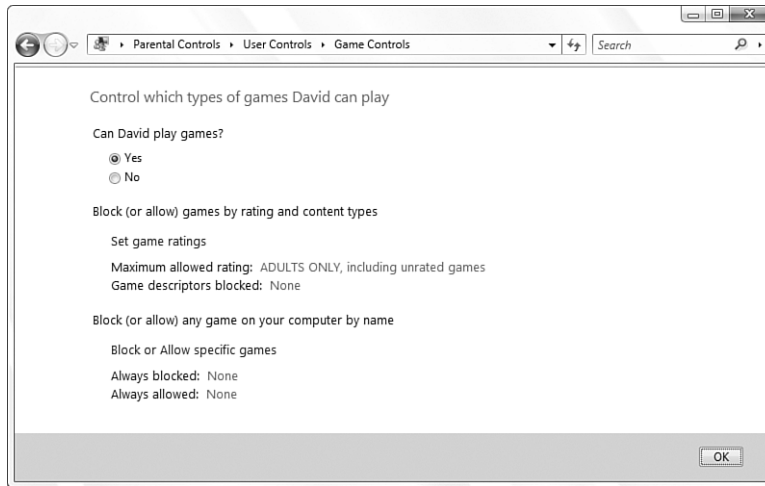 Parental Controls ▸ User Controls ▸ Game Controls
Search
Control which types of games David can play
Can David play games?
Yes
No
Block (or allow) games by rating and content types
Set game ratings
Maximum allowed rating: ADULTS ONLY, including unrated games
Game descriptors blocked: None
Block (or allow) any game on your computer by name
Block or Allow specific games
Always blocked: None
Always allowed: None
OK